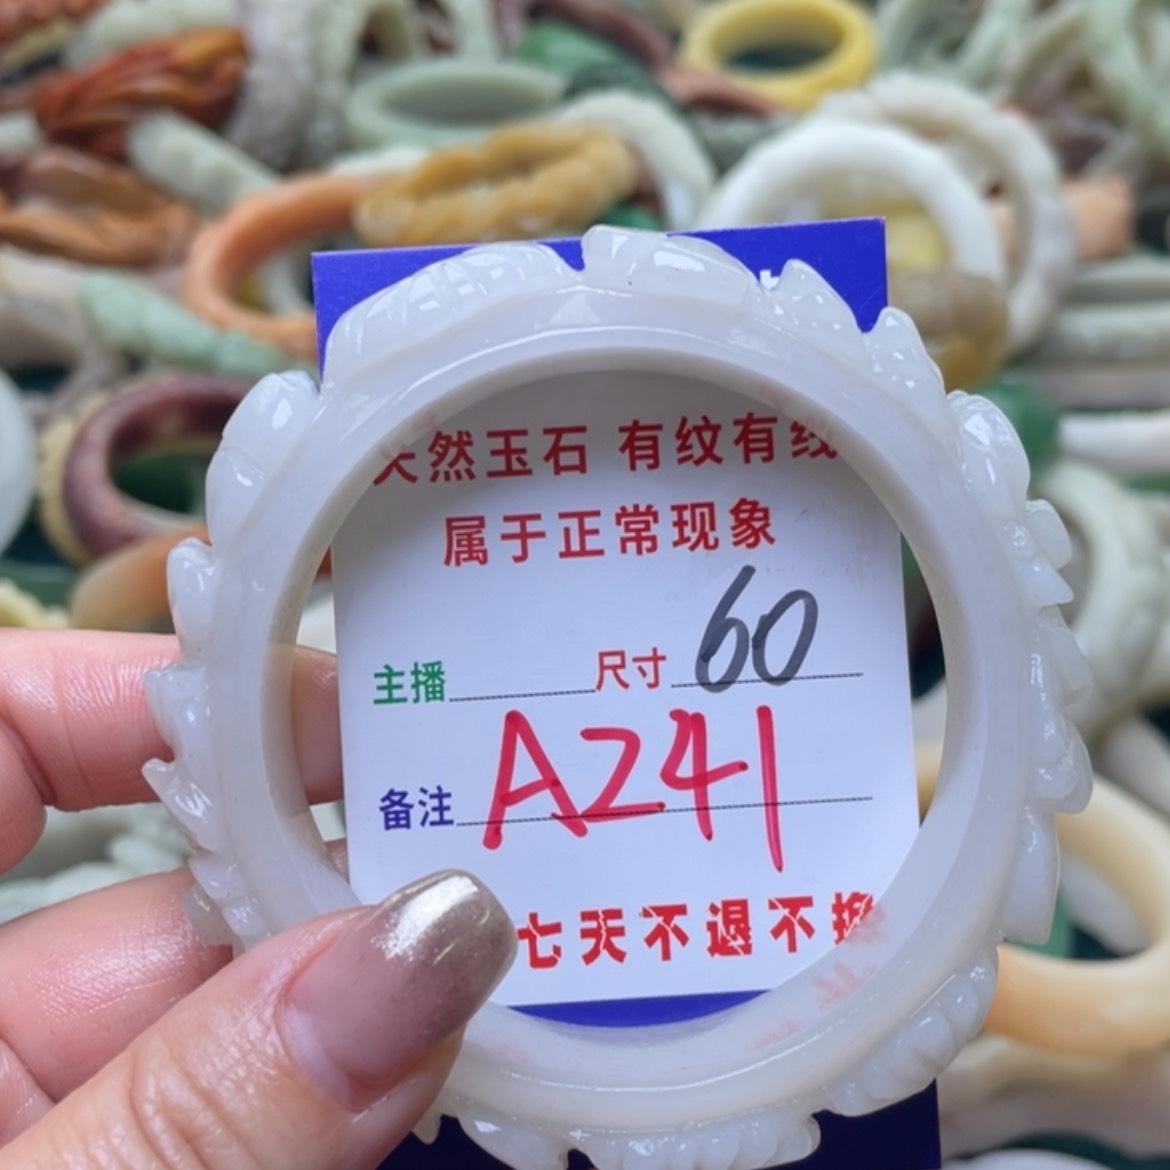 天然玉石 有纹有线
属于正常现象
主播 尺寸 60
备注 A241
七天不退不换